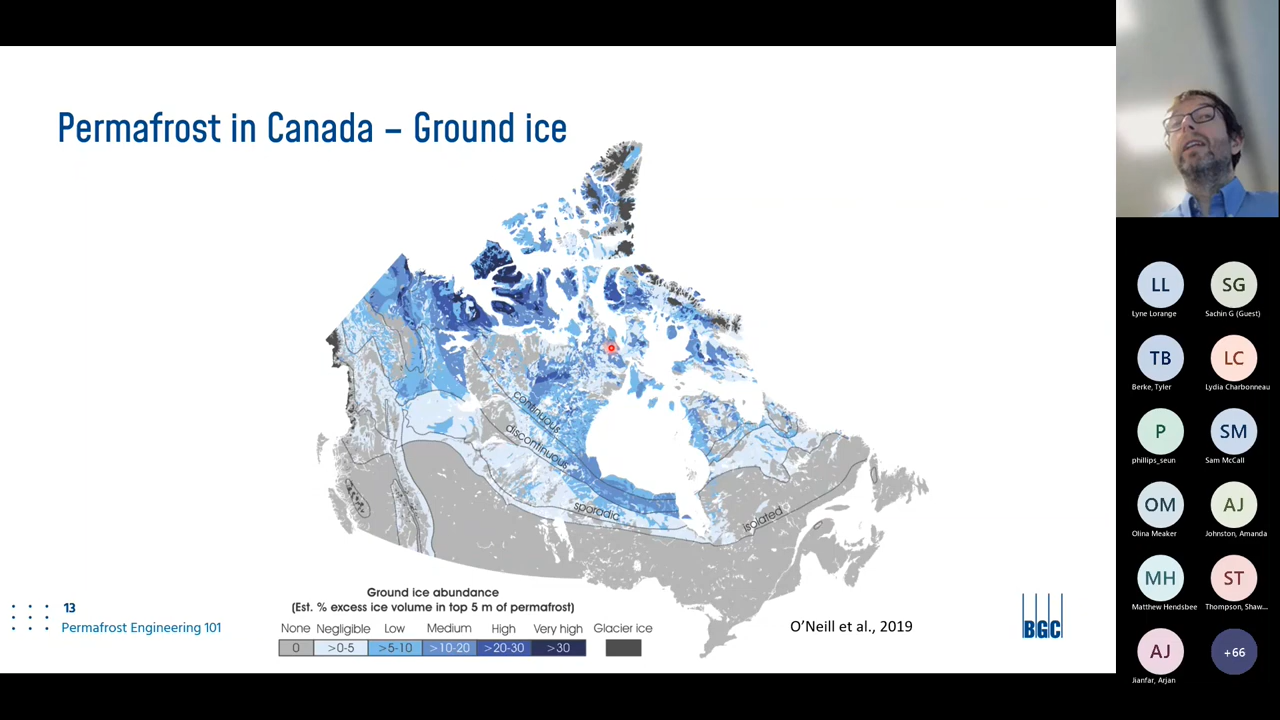 Permafrost in Canada – Ground ice
continuous
discontinuous
sporadic
isolated
Ground ice abundance
(Est. % excess ice volume in top 5 m of permafrost)
None Negligible Low Medium High Very high Glacier ice
0 >0-5 >5-10 >10-20 >20-30 >30
13
Permafrost Engineering 101
O'Neill et al., 2019
BGC
LL SG
Lyne Lorange Sachin G (Guest)
TB LC
Berke, Tyler Lydia Charbonneau
P SM
phillips_seun Sam McCall
OM AJ
Olina Meaker Johnston, Amanda
MH ST
Matthew Hendsbee Thompson, Shaw...
AJ +66
Jianfar, Arjan